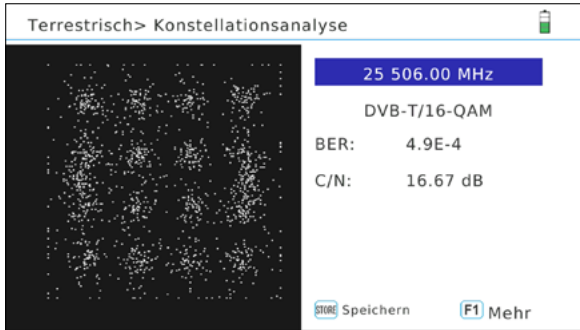 Terrestrisch> Konstellationsanalyse
25 506.00 MHz
DVB-T/16-QAM
BER: 4.9E-4
C/N: 16.67 dB
STORE Speichern F1 Mehr